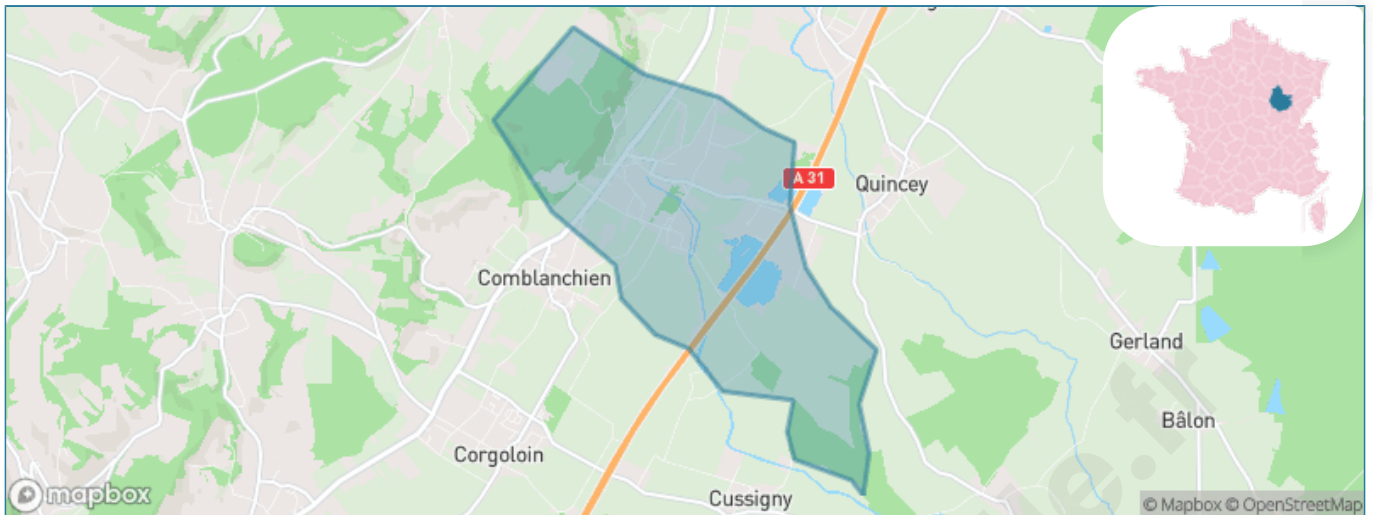 A 31
Quincey
Comblanchien
Gerland
Bâlon
Corgoloin
Cussigny
mapbox
© Mapbox © OpenStreetMap